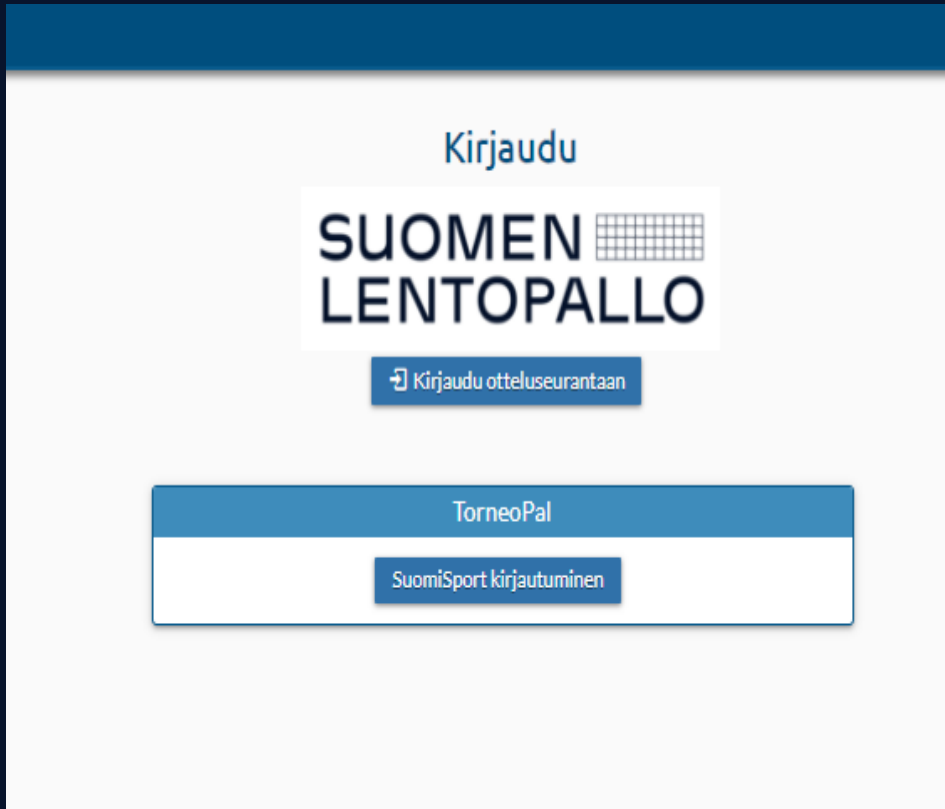 Kirjaudu
SUOMEN
LENTOPALLO
Kirjaudu otteluseurantaan
TorneoPal
SuomiSport kirjautuminen